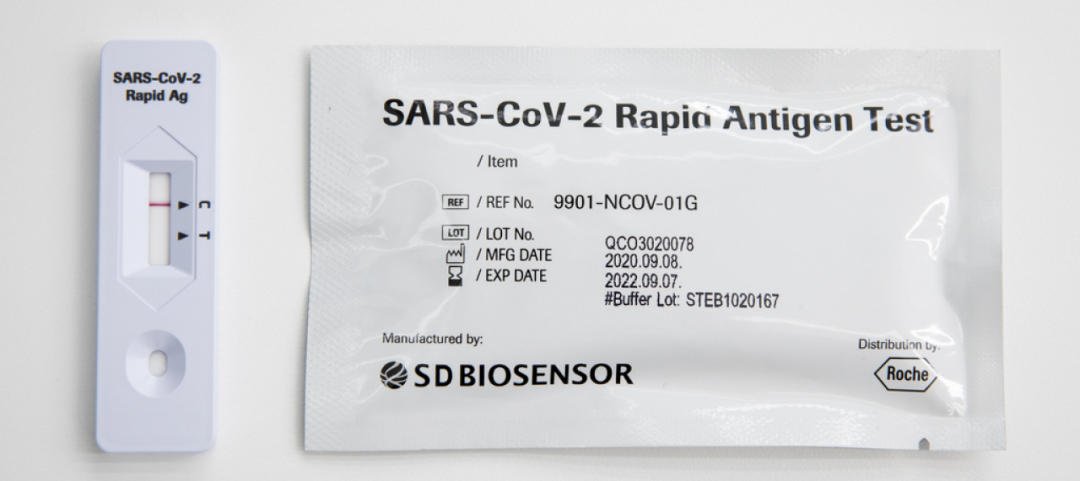 SARS-CoV-2
Rapid Ag
C
T
SARS-CoV-2 Rapid Antigen Test
/ Item
REF / REF No. 9901-NCOV-01G
LOT / LOT No. QCO3020078
/ MFG DATE 2020.09.08.
/ EXP DATE 2022.09.07.
#Buffer Lot: STEB1020167
Manufactured by:
SD BIOSENSOR
Distribution by:
Roche